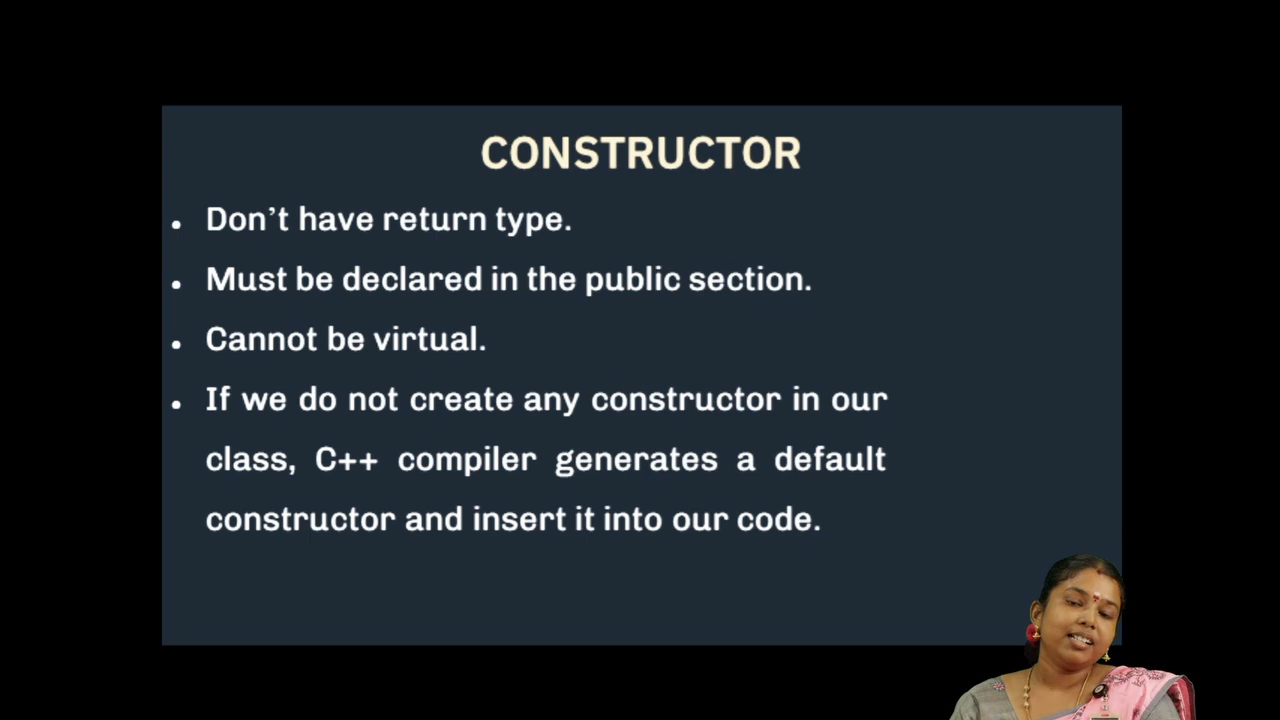 CONSTRUCTOR
• Don’t have return type.
• Must be declared in the public section.
• Cannot be virtual.
• If we do not create any constructor in our
class, C++ compiler generates a default
constructor and insert it into our code.